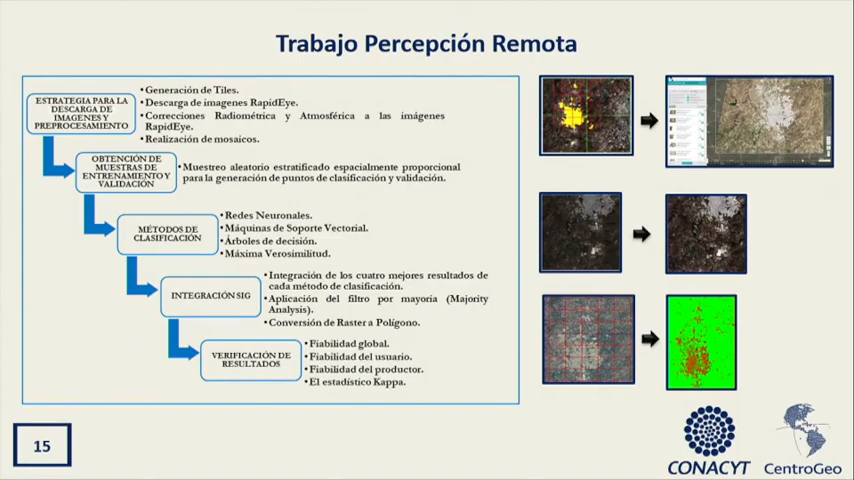 Trabajo Percepción Remota
ESTRATEGIA PARA LA
DESCARGA DE
IMAGENES Y
PREPROCESAMIENTO
•Generación de Tiles.
•Descarga de imagenes RapidEye.
•Correcciones Radiométrica y Atmosférica a las imágenes
RapidEye.
•Realización de mosaicos.
OBTENCIÓN DE
MUESTRAS DE
ENTRENAMIENTO Y
VALIDACIÓN
•Muestreo aleatorio estratificado espacialmente proporcional
para la generación de puntos de clasificación y validación.
MÉTODOS DE
CLASIFICACIÓN
•Redes Neuronales.
•Máquinas de Soporte Vectorial.
•Árboles de decisión.
•Máxima Verosimilitud.
INTEGRACIÓN SIG
•Integración de los cuatro mejores resultados de
cada método de clasificación.
•Aplicación del filtro por mayoria (Majority
Analysis).
•Conversión de Raster a Polígono.
VERIFICACIÓN DE
RESULTADOS
•Fiabilidad global.
•Fiabilidad del usuario.
•Fiabilidad del productor.
•El estadístico Kappa.
15
CONACYT
CentroGeo